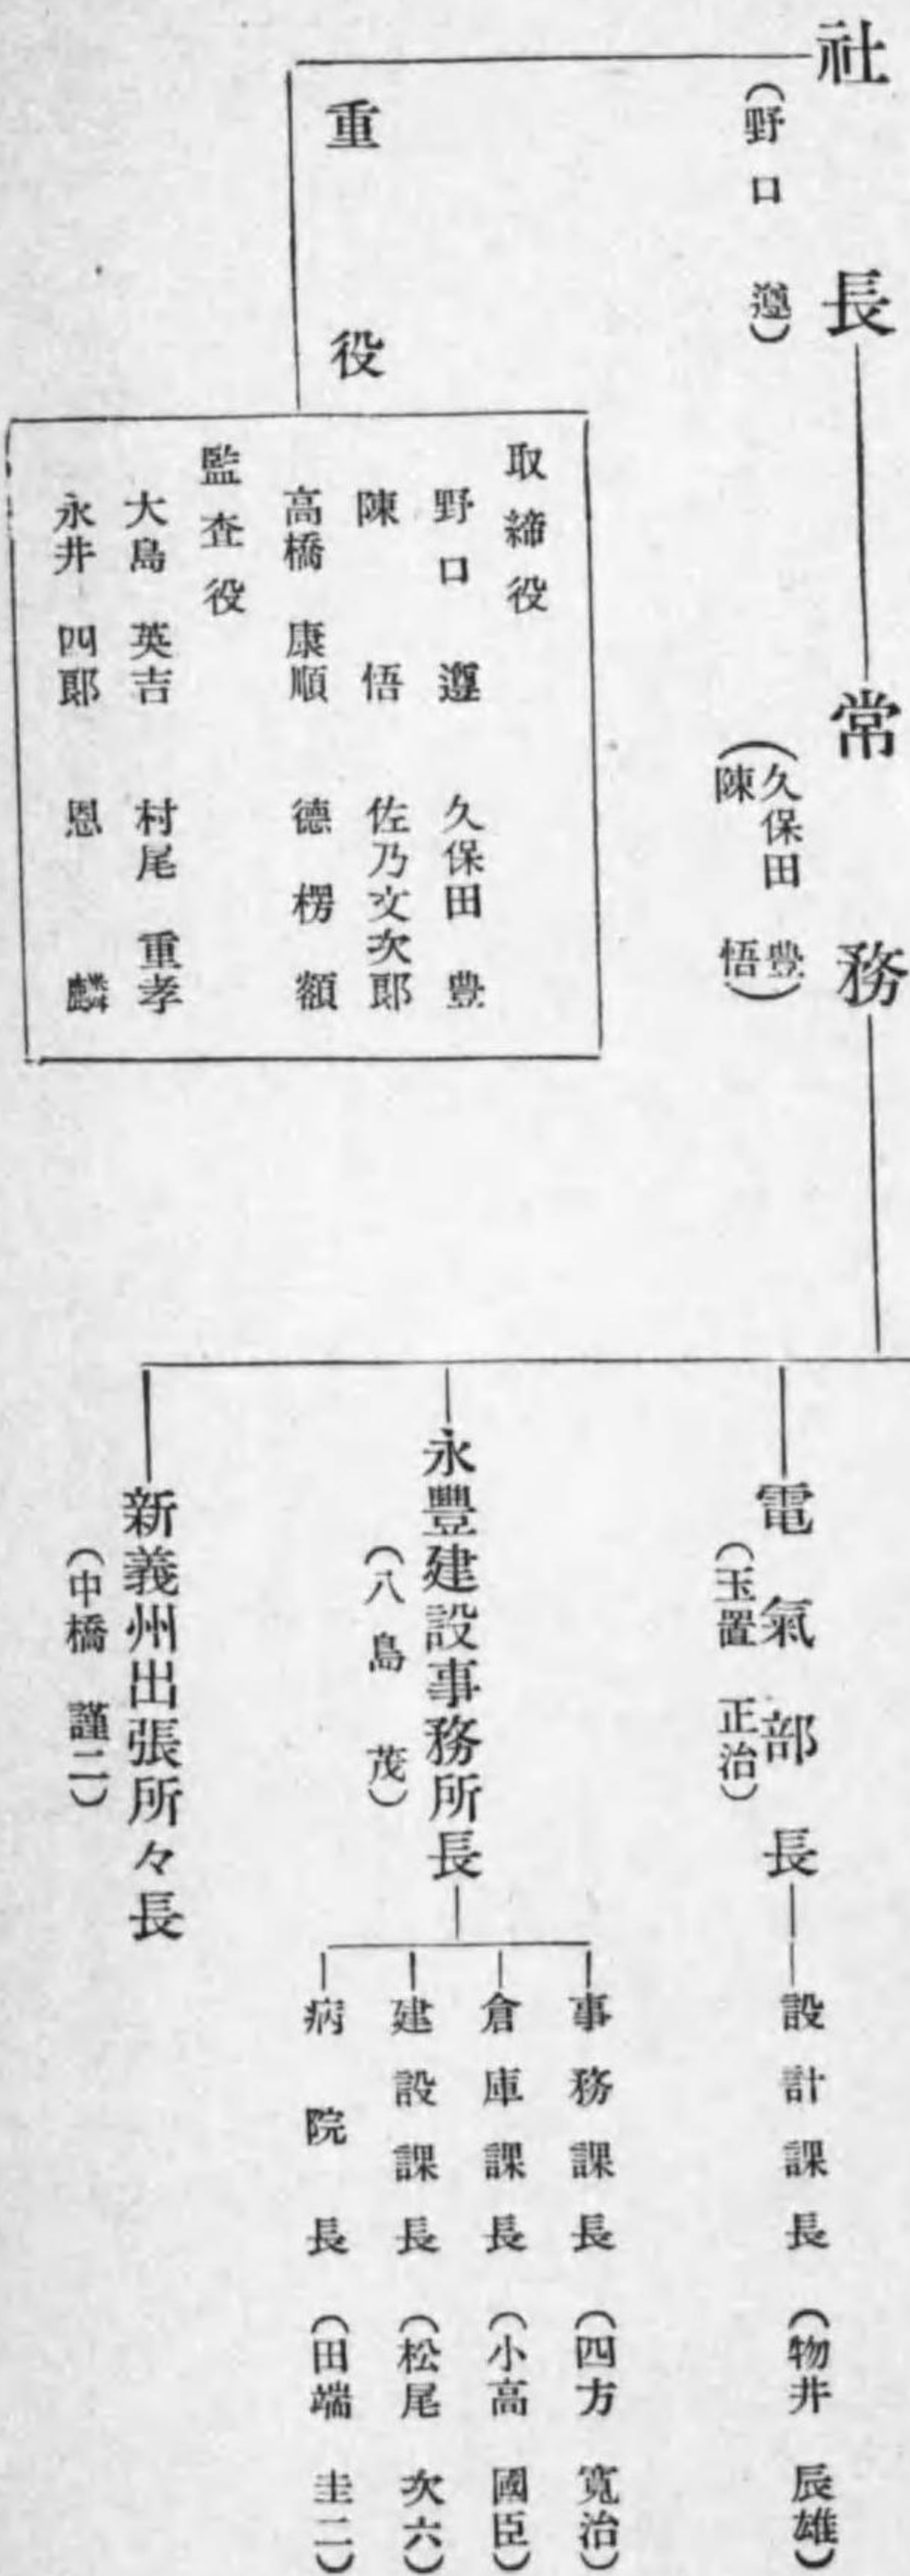 社長
(野口 遵)
常務
(久保田 豊
陳 悟)
重役
取締役
野口 遵 久保田 豊
陳 悟 佐乃文次郎
高橋 康順 德楞額
監査役
大島 英吉 村尾 重孝
永井 四郎 恩 麟
電氣部長
(玉置 正治)
設計課長 (物井 辰雄)
永豐建設事務所長
(八島 茂)
事務課長 (四方 寬治)
倉庫課長 (小高 國臣)
建設課長 (松尾 次六)
病院長 (田端 圭二)
新義州出張所々長
(中橋 謹二)